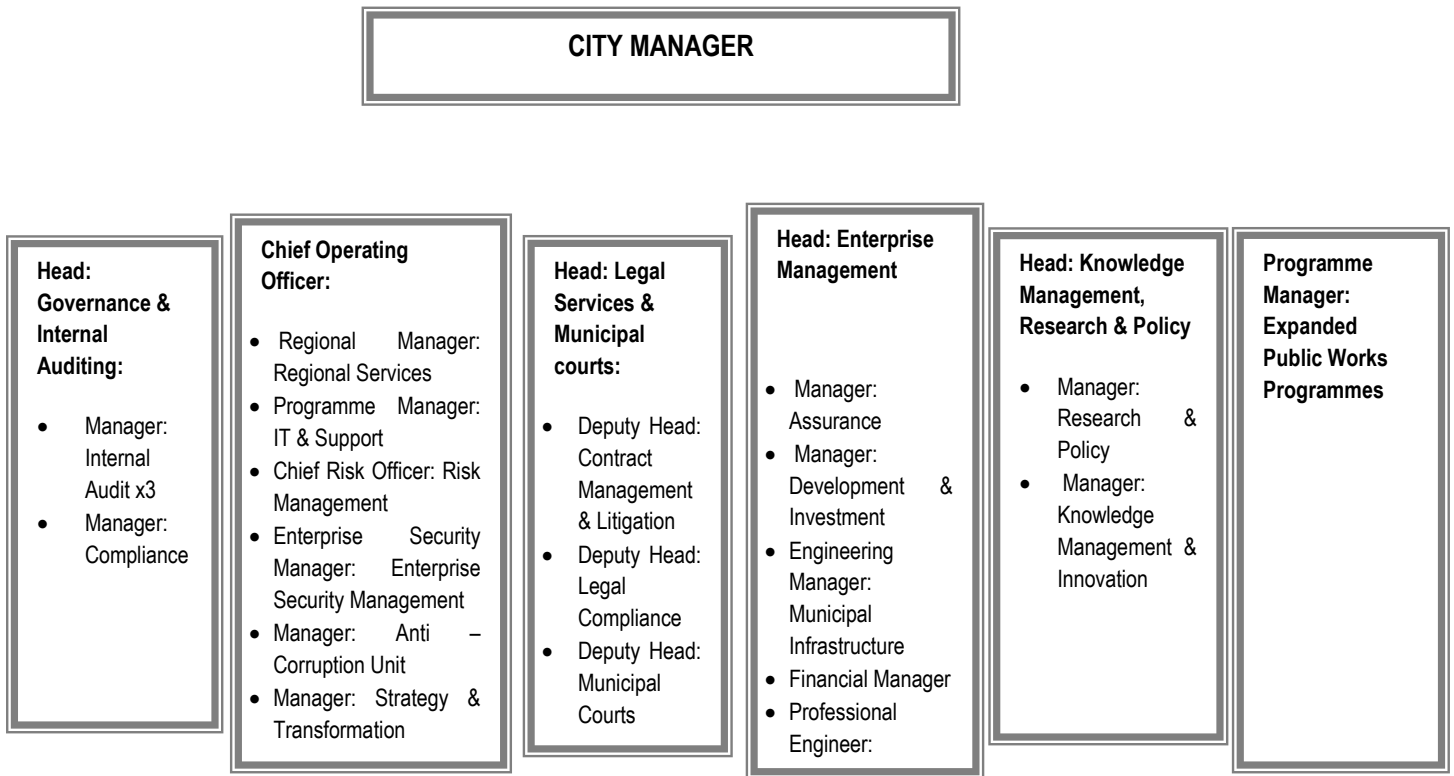 CITY MANAGER
Head:
Governance &
Internal
Auditing:
• Manager:
Internal
Audit x3
• Manager:
Compliance
Chief Operating
Officer:
• Regional Manager:
Regional Services
• Programme Manager:
IT & Support
• Chief Risk Officer: Risk
Management
• Enterprise Security
Manager: Enterprise
Security Management
• Manager: Anti –
Corruption Unit
• Manager: Strategy &
Transformation
Head: Legal
Services &
Municipal
courts:
• Deputy Head:
Contract
Management
& Litigation
• Deputy Head:
Legal
Compliance
• Deputy Head:
Municipal
Courts
Head: Enterprise
Management
• Manager:
Assurance
• Manager:
Development &
Investment
• Engineering
Manager:
Municipal
Infrastructure
• Financial Manager
• Professional
Engineer:
Head: Knowledge
Management,
Research & Policy
• Manager:
Research &
Policy
• Manager:
Knowledge
Management &
Innovation
Programme
Manager:
Expanded
Public Works
Programmes